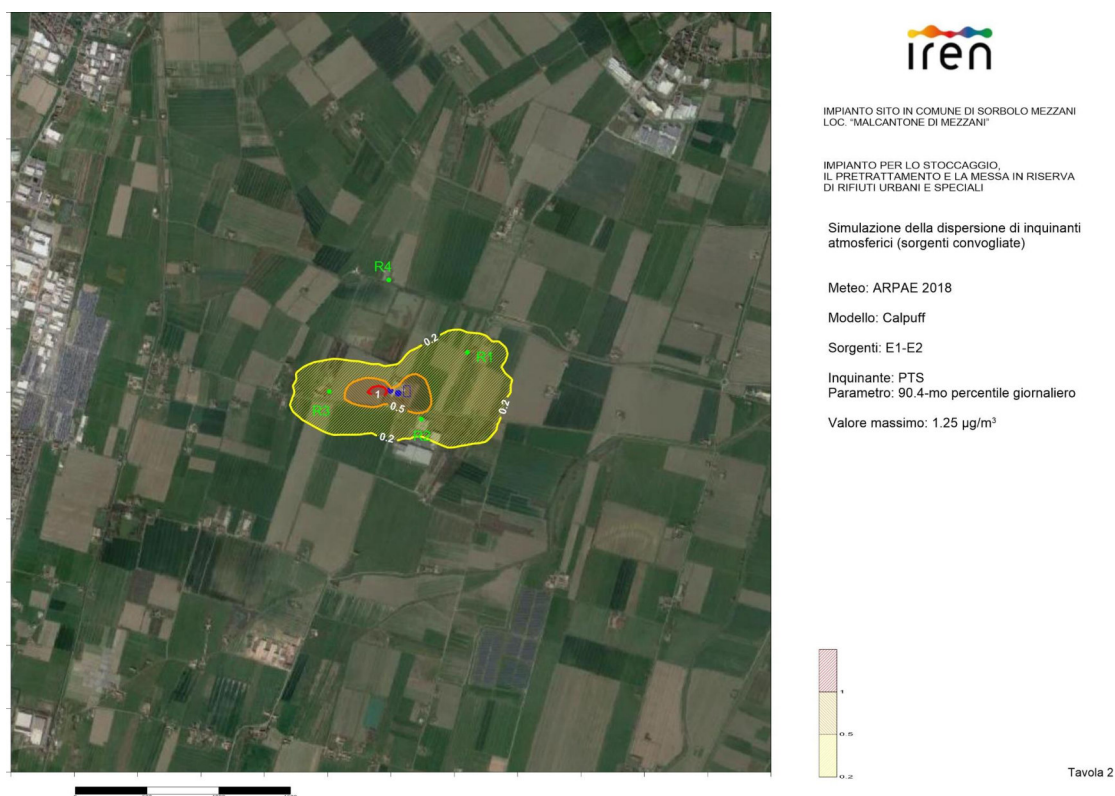 iren
IMPIANTO SITO IN COMUNE DI SORBOLO MEZZANI
LOC. "MALCANTONE DI MEZZANI"
IMPIANTO PER LO STOCCAGGIO,
IL PRETRATTAMENTO E LA MESSA IN RISERVA
DI RIFIUTI URBANI E SPECIALI
Simulazione della dispersione di inquinanti
atmosferici (sorgenti convogliate)
Meteo: ARPAE 2018
Modello: Calpuff
Sorgenti: E1-E2
Inquinante: PTS
Parametro: 90.4-mo percentile giornaliero
Valore massimo: 1.25 µg/m³
R4
0.2
R1
1
0.5
0.2
R3
R2
0.2
1
0.5
0.2
Tavola 2